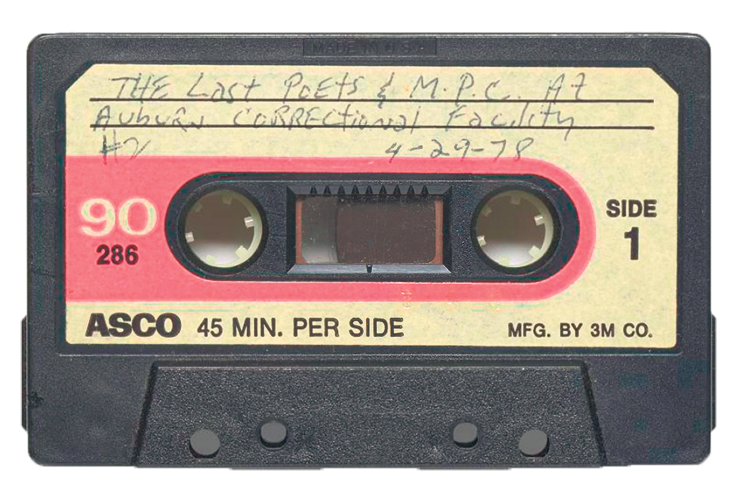 MADE IN U.S.A.
THE Last PoEts & M.P.C. At
Auburn CORRECtional Facility
#2 4-29-78
90
286
SIDE
1
ASCO 45 MIN. PER SIDE MFG. BY 3M CO.